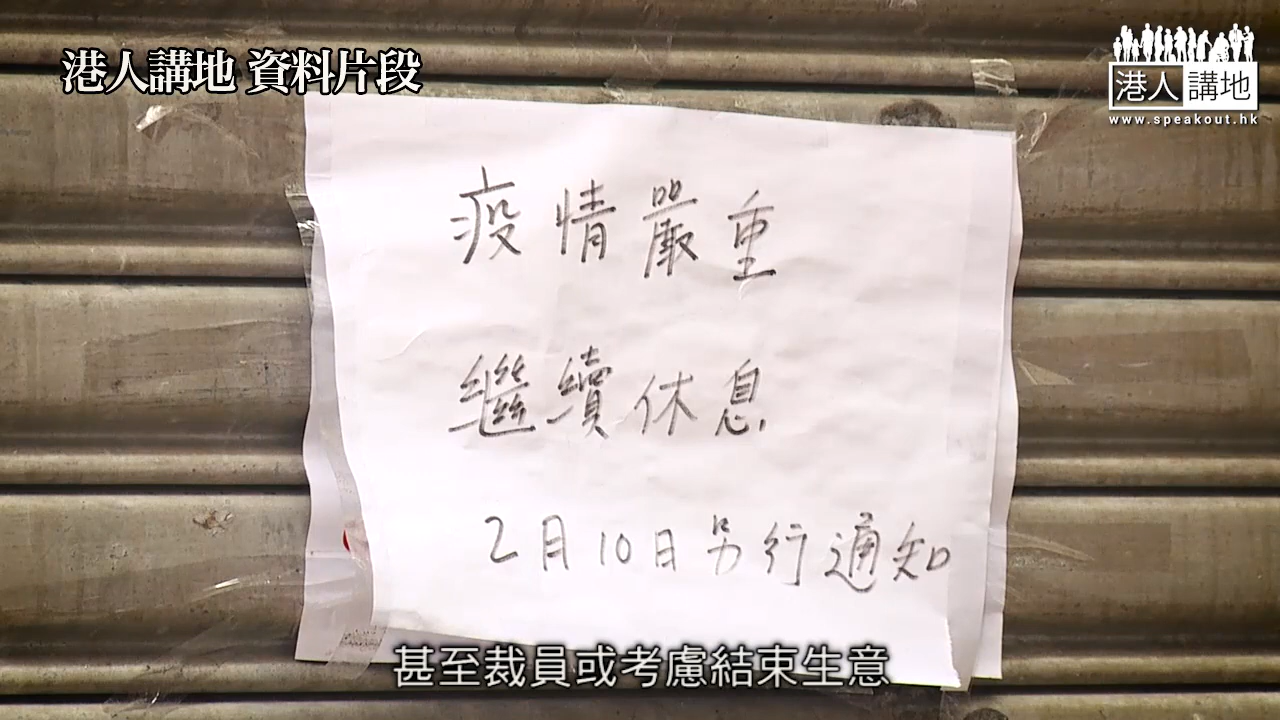 港人講地 資料片段
港人講地
www.speakout.hk
疫情嚴重
繼續休息
2月10日另行通知
甚至裁員或考慮結束生意